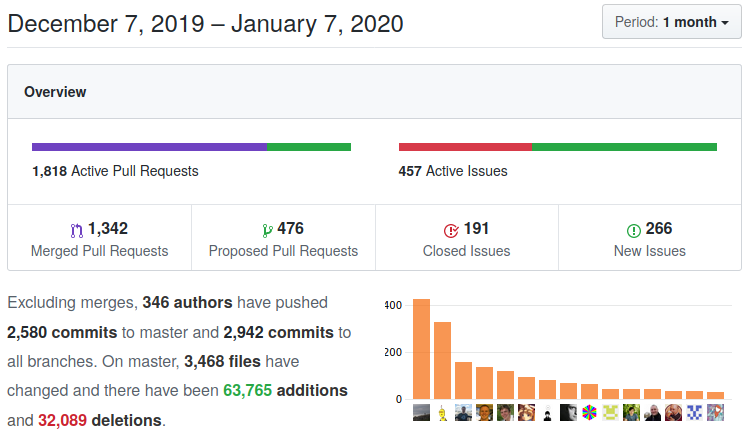 December 7, 2019 – January 7, 2020
Period: 1 month
Overview
1,818 Active Pull Requests
457 Active Issues
1,342
Merged Pull Requests
476
Proposed Pull Requests
191
Closed Issues
266
New Issues
Excluding merges, 346 authors have pushed
2,580 commits to master and 2,942 commits to
all branches. On master, 3,468 files have
changed and there have been 63,765 additions
and 32,089 deletions.
400
200
0